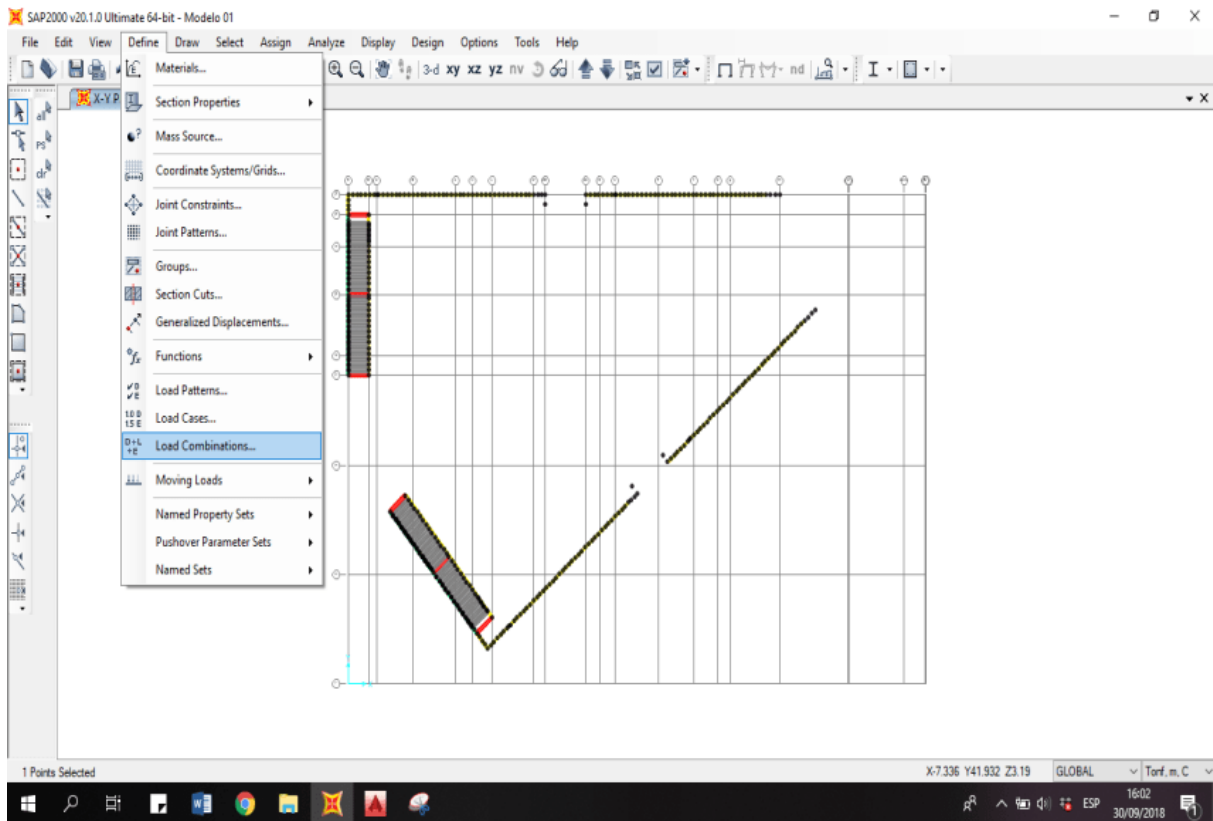 SAP2000 v20.1.0 Ultimate 64-bit - Modelo 01
File Edit View Define Draw Select Assign Analyze Display Design Options Tools Help
3-d xy xz yz nv nd
X-Y P
all
PS
clr
Materials...
Section Properties
Mass Source...
Coordinate Systems/Grids...
Joint Constraints...
Joint Patterns...
Groups...
Section Cuts...
Generalized Displacements...
Functions
Load Patterns...
Load Cases...
Load Combinations...
Moving Loads
Named Property Sets
Pushover Parameter Sets
Named Sets
1 Points Selected
X-7.336 Y41.932 Z3.19 GLOBAL Tonf, m, C
ESP
16:02
30/09/2018